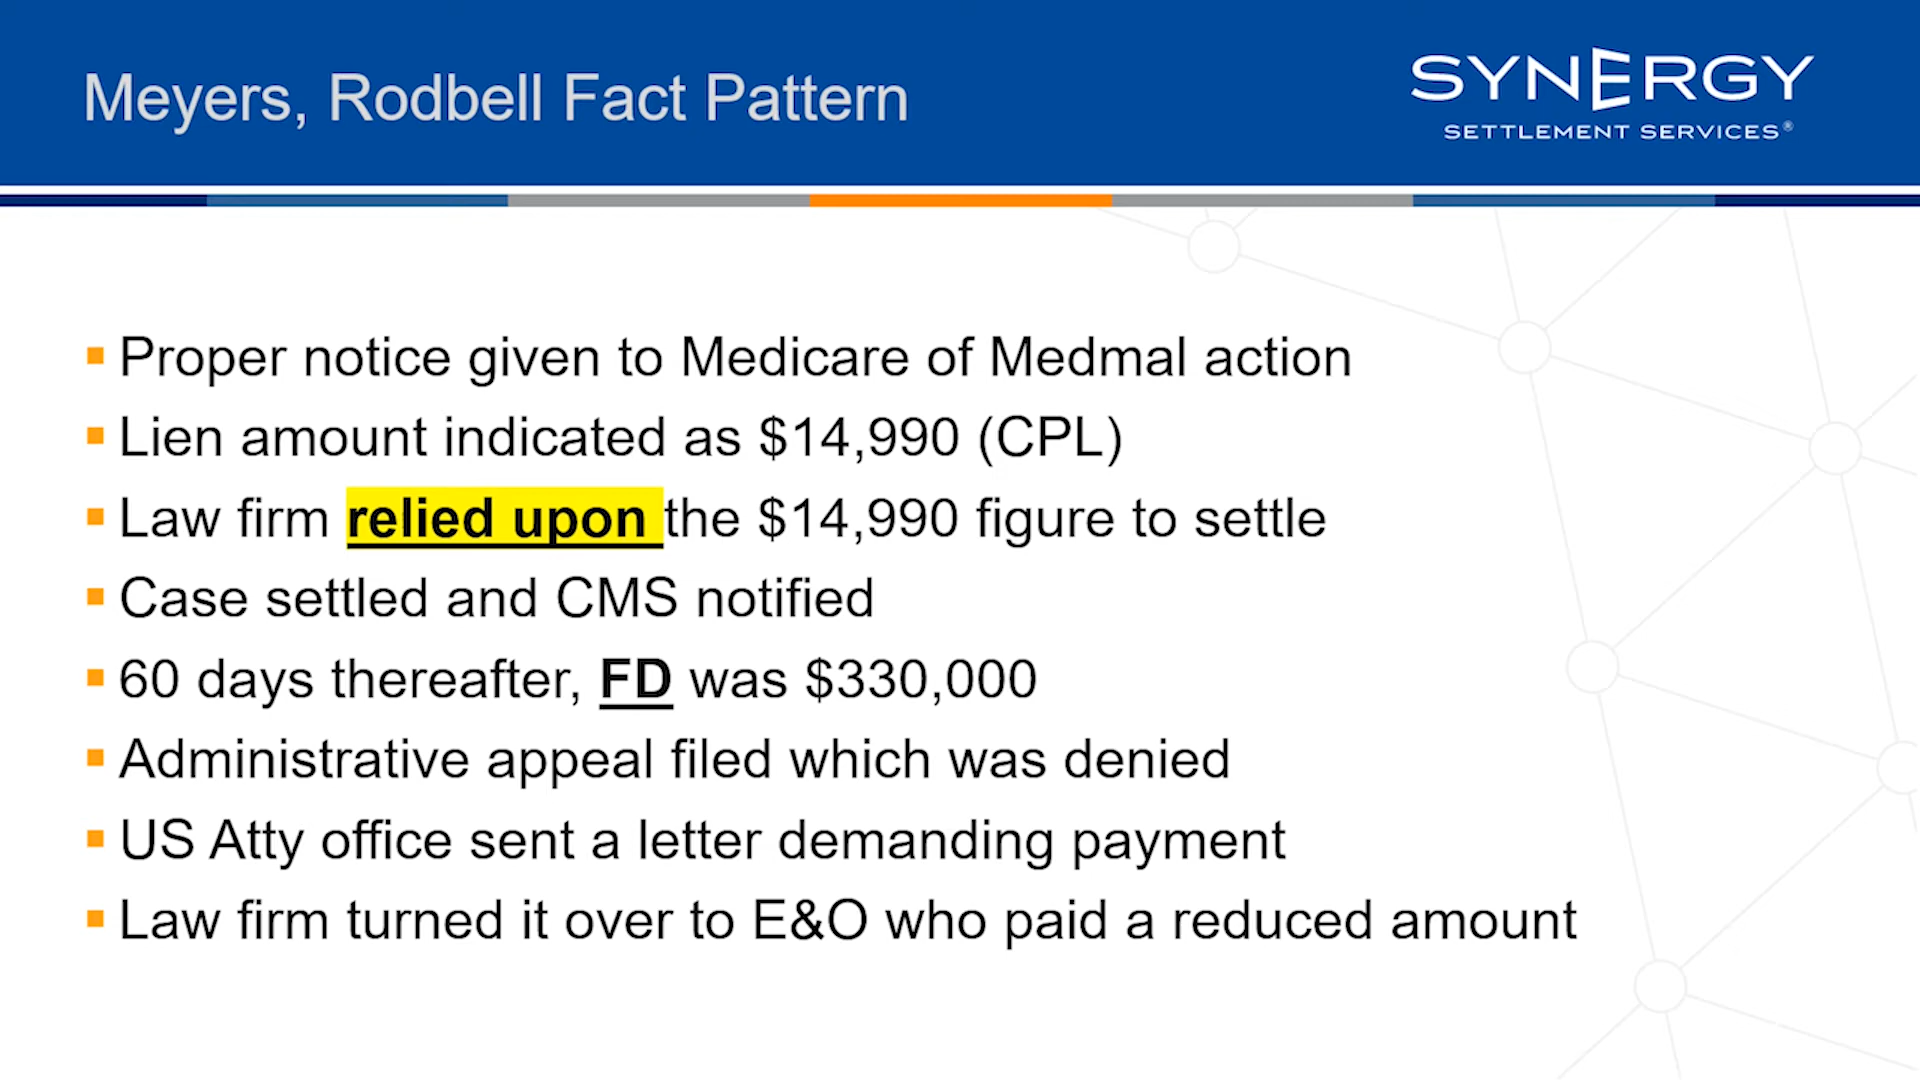 Meyers, Rodbell Fact Pattern
SYNERGY
SETTLEMENT SERVICES®
Proper notice given to Medicare of Medmal action
Lien amount indicated as $14,990 (CPL)
Law firm relied upon the $14,990 figure to settle
Case settled and CMS notified
60 days thereafter, FD was $330,000
Administrative appeal filed which was denied
US Atty office sent a letter demanding payment
Law firm turned it over to E&O who paid a reduced amount